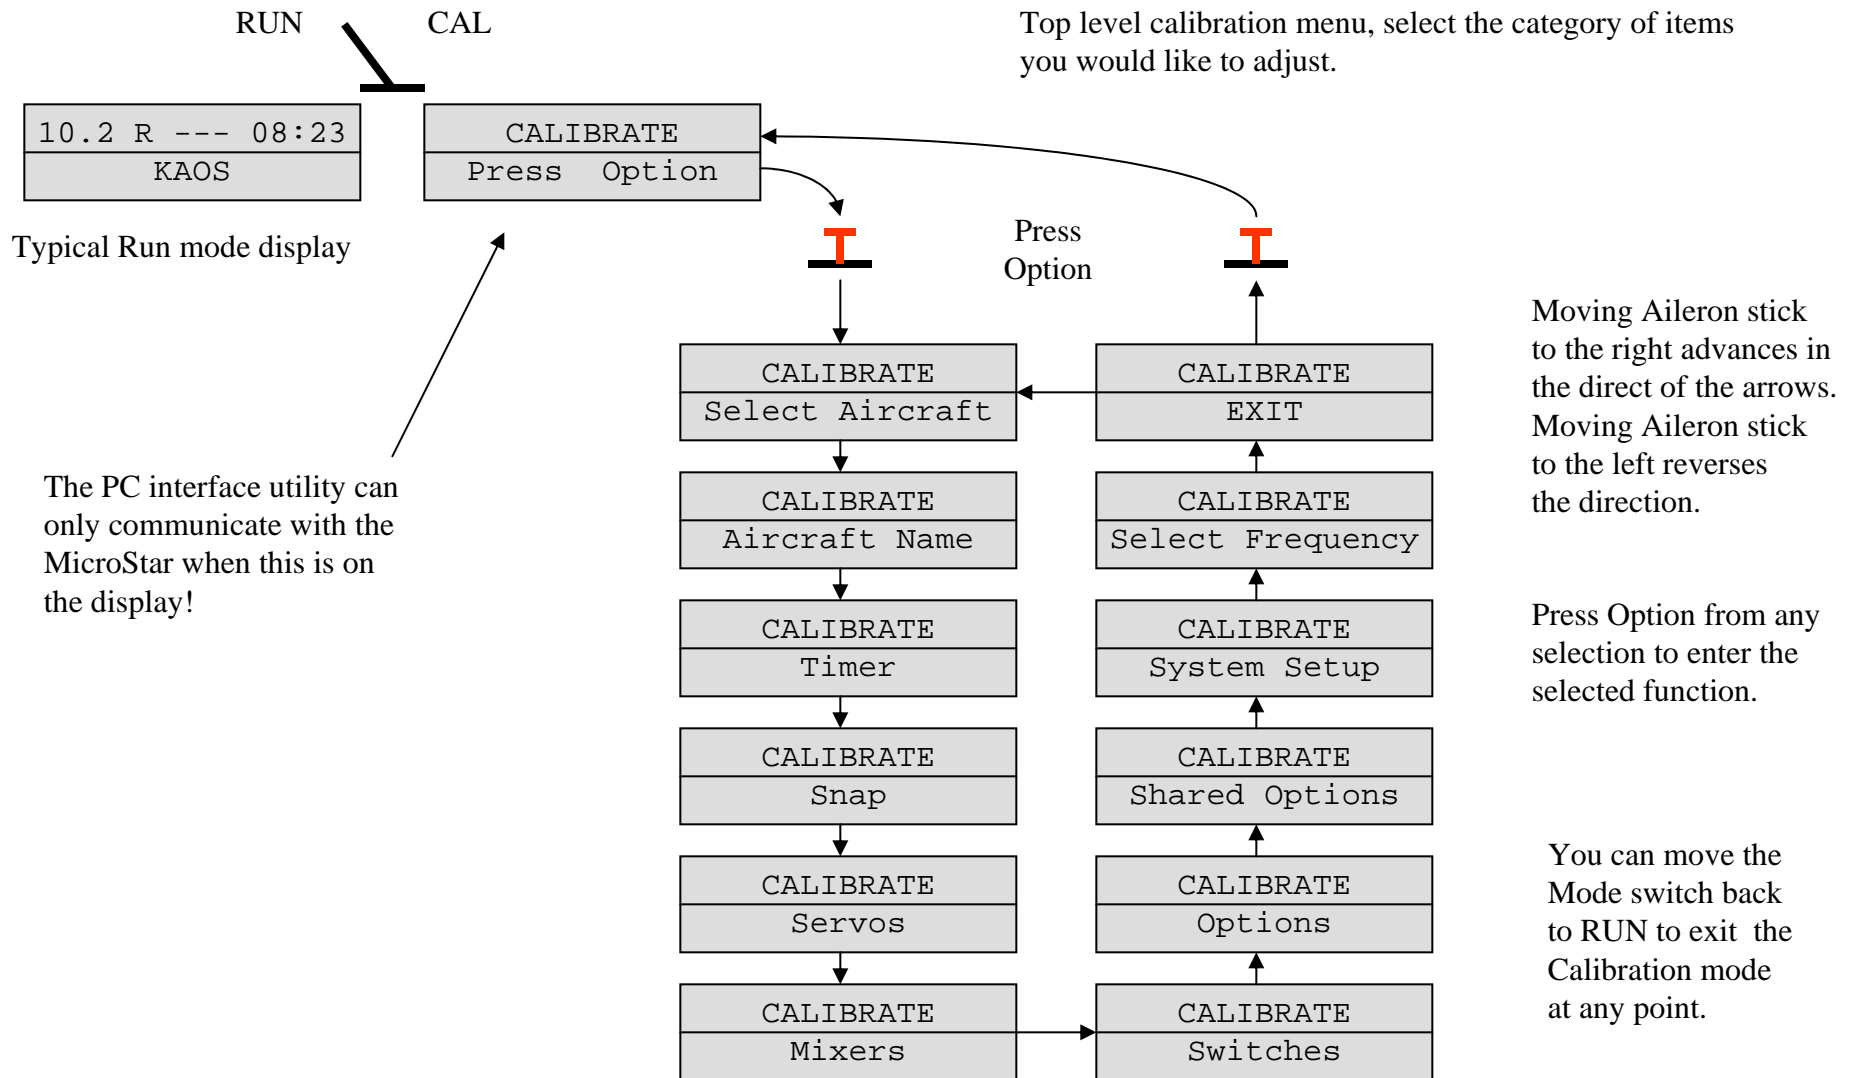 RUN CAL
Top level calibration menu, select the category of items
you would like to adjust.
10.2 R --- 08:23
KAOS
CALIBRATE
Press Option
Typical Run mode display
Press
Option
The PC interface utility can
only communicate with the
MicroStar when this is on
the display!
CALIBRATE
Select Aircraft
CALIBRATE
Aircraft Name
CALIBRATE
Timer
CALIBRATE
Snap
CALIBRATE
Servos
CALIBRATE
Mixers
CALIBRATE
EXIT
CALIBRATE
Select Frequency
CALIBRATE
System Setup
CALIBRATE
Shared Options
CALIBRATE
Options
CALIBRATE
Switches
Moving Aileron stick
to the right advances in
the direct of the arrows.
Moving Aileron stick
to the left reverses
the direction.
Press Option from any
selection to enter the
selected function.
You can move the
Mode switch back
to RUN to exit the
Calibration mode
at any point.